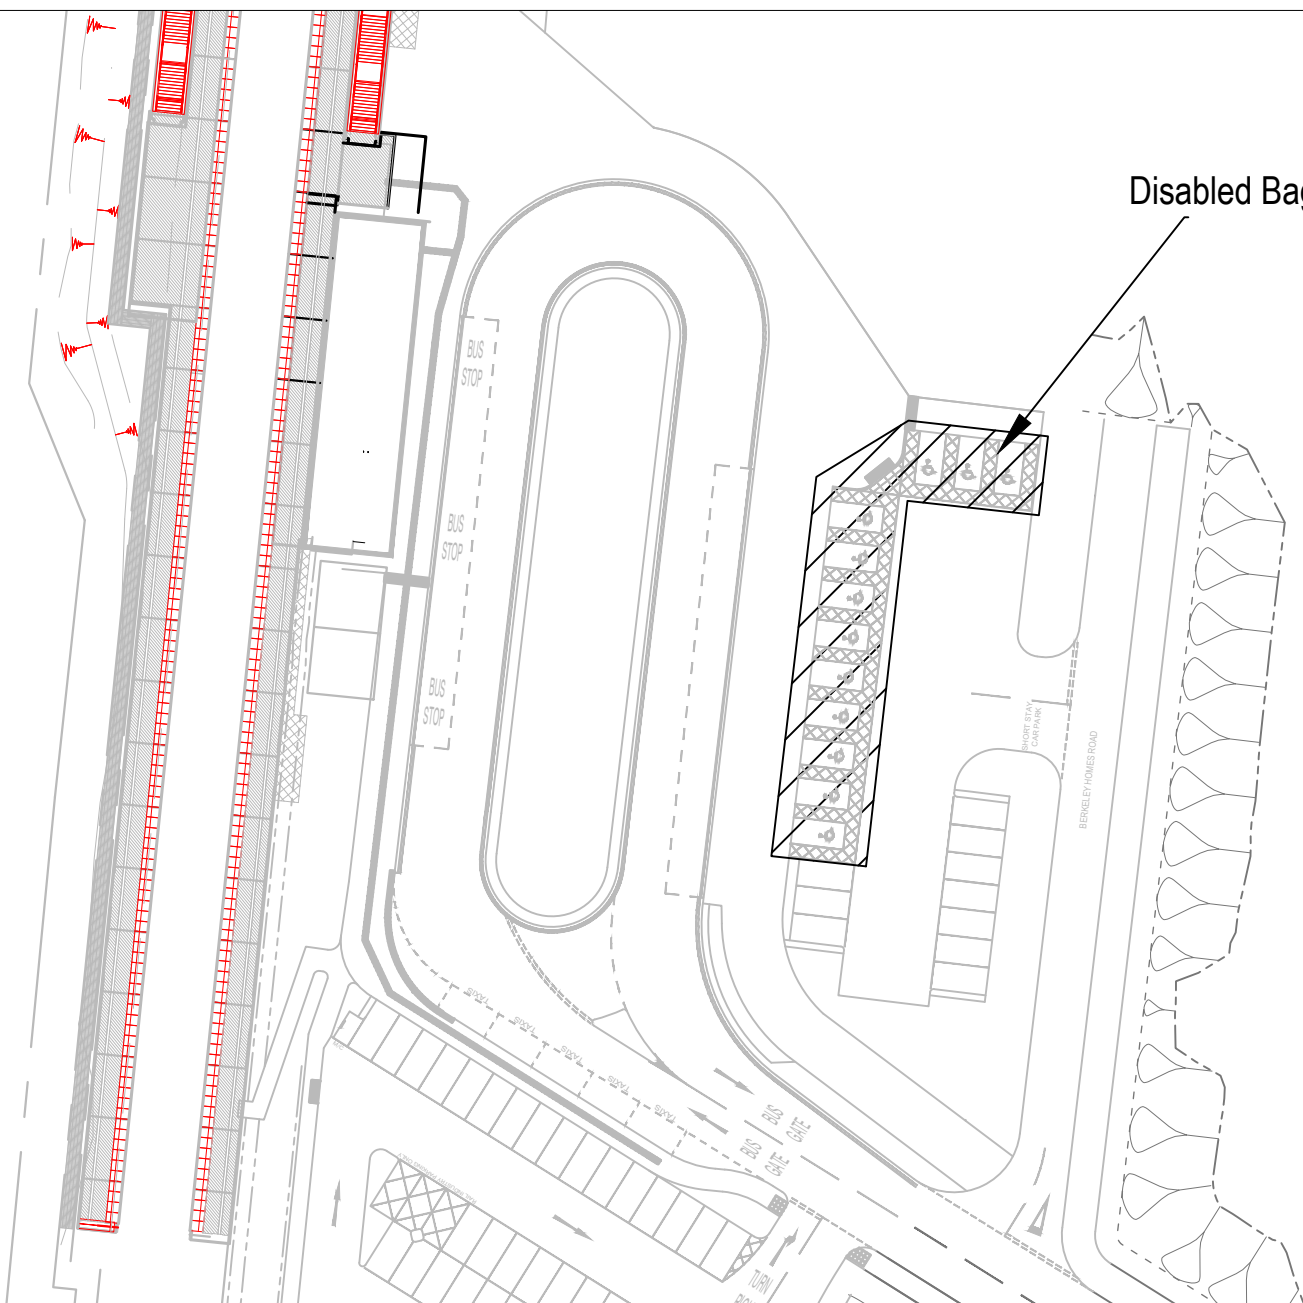 Disabled Bag
BUS
STOP
BUS
STOP
BUS
STOP
SHORT STAY
CAR PARK
BERKELEY HOMES ROAD
TAXIS
TAXIS
TAXIS
TAXIS
TAXIS
BUS
GATE
BUS
GATE
TURN